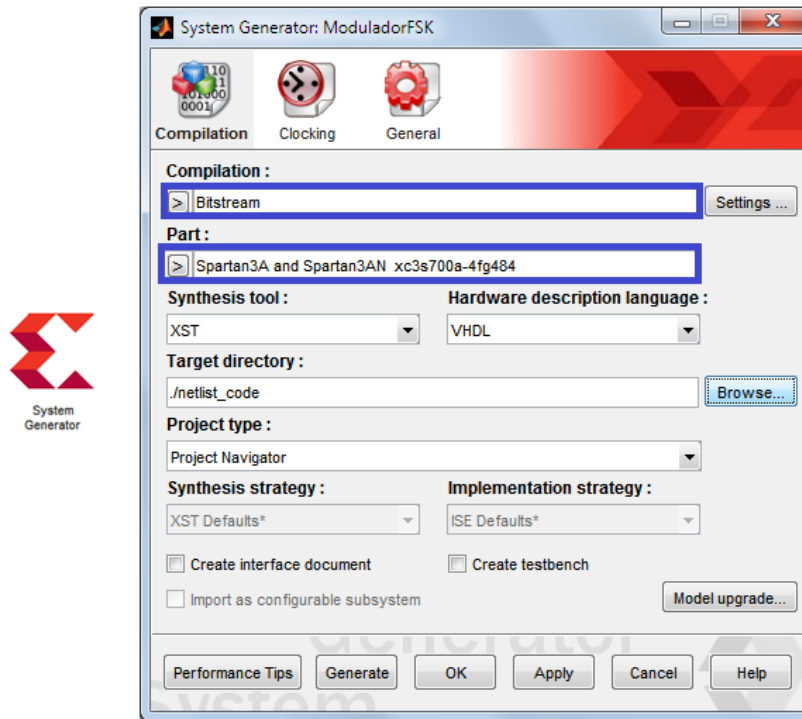 System Generator: ModuladorFSK
Compilation Clocking General
Compilation :
> Bitstream Settings ...
Part :
> Spartan3A and Spartan3AN xc3s700a-4fg484
Synthesis tool : Hardware description language :
XST VHDL
Target directory :
./netlist_code Browse...
Project type :
Project Navigator
Synthesis strategy : Implementation strategy :
XST Defaults* ISE Defaults*
Create interface document Create testbench
Import as configurable subsystem Model upgrade...
Performance Tips Generate OK Apply Cancel Help
System
Generator